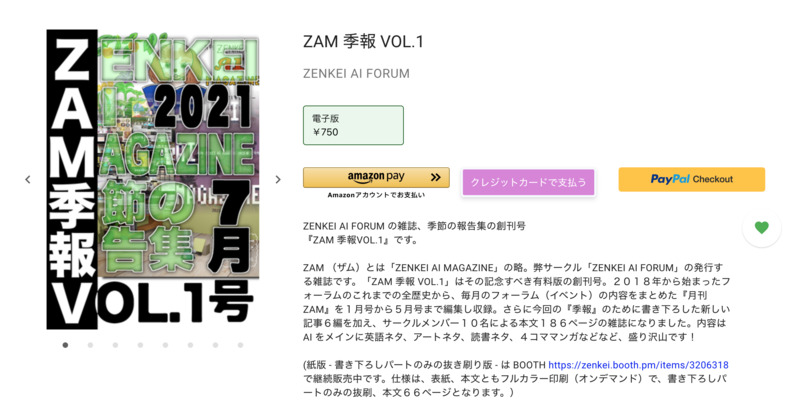 ZAM季報V
OL.1号
ZENKEI
AI 2021
MAGAZINE
季節の
報告集
7月
ZAM 季報 VOL.1
ZENKEI AI FORUM
電子版
￥750
amazon pay
Amazonアカウントでお支払い
クレジットカードで支払う
PayPal Checkout
ZENKEI AI FORUM の雑誌、季節の報告集の創刊号
『ZAM 季報VOL.1』です。
ZAM （ザム）とは「ZENKEI AI MAGAZINE」の略。弊サークル「ZENKEI AI FORUM」の発行す
る雑誌です。「ZAM 季報 VOL.1」はその記念すべき有料版の創刊号。２０１８年から始まったフ
ォーラムのこれまでの全歴史から、毎月のフォーラム（イベント）の内容をまとめた『月刊
ZAM』を１月号から５月号まで編集し収録。さらに今回の『季報』のために書き下ろした新しい
記事６編を加え、サークルメンバー１０名による本文１８６ページの雑誌になりました。内容は
AI をメインに英語ネタ、アートネタ、読書ネタ、４コママンガなどなど、盛り沢山です！
(紙版 - 書き下ろしパートのみの抜き刷り版 - は BOOTH https://zenkei.booth.pm/items/3206318
で継続販売中です。仕様は、表紙、本文ともフルカラー印刷（オンデマンド）で、書き下ろしパ
ートのみの抜刷、本文６６ページとなります。）